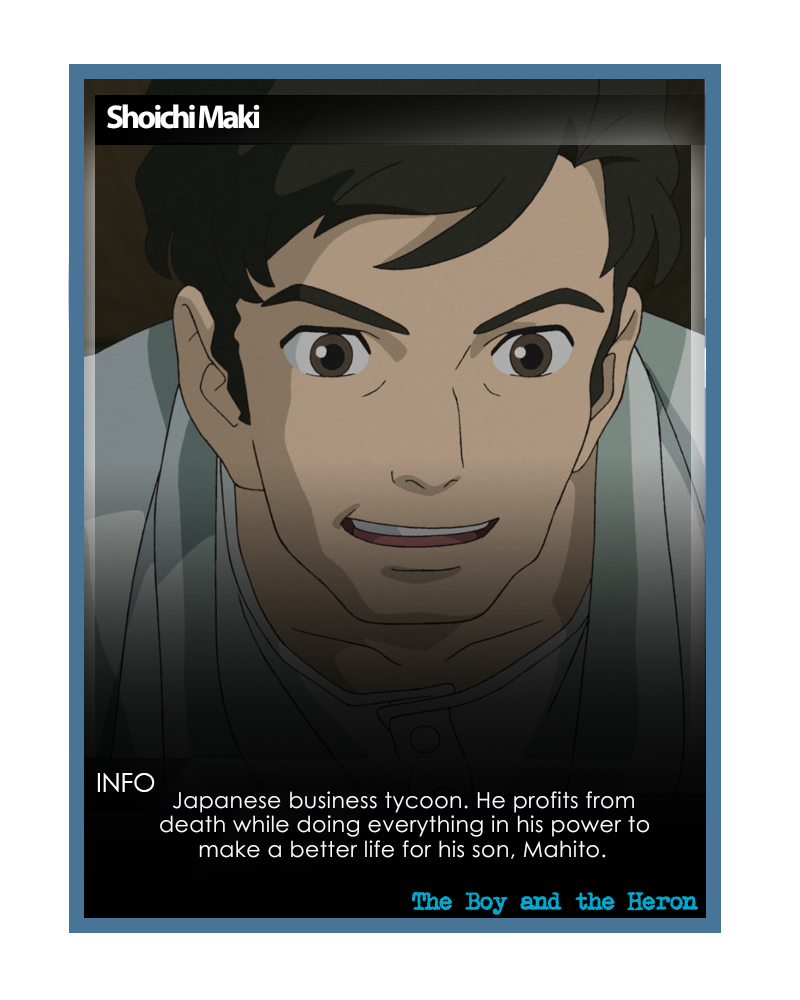 Shoichi Maki
INFO
Japanese business tycoon. He profits from
death while doing everything in his power to
make a better life for his son, Mahito.
The Boy and the Heron